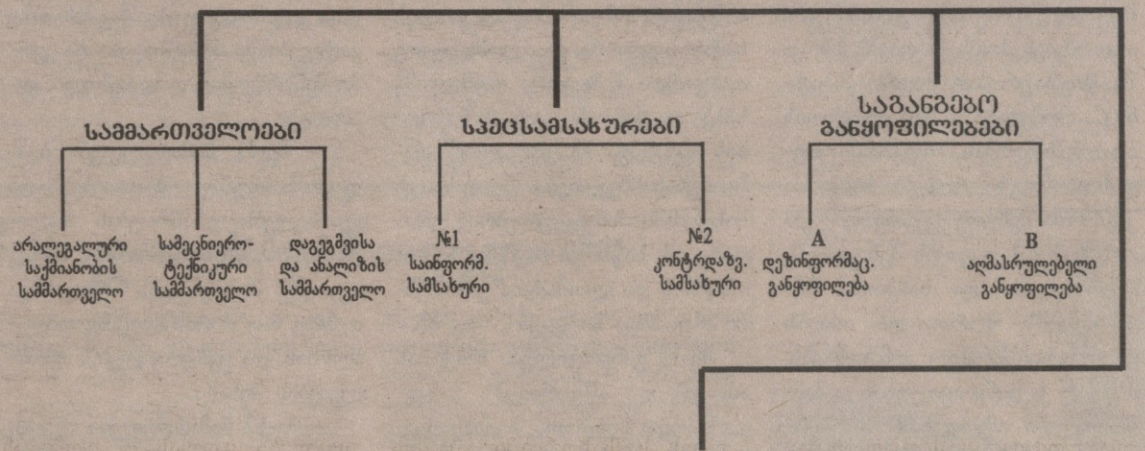 სამმართველოები
არალეგალური
საქმიანობის
სამმართველო
სამეცნიერო-
ტექნიკური
სამმართველო
დაგეგმვისა
და ანალიზის
სამმართველო
სპეცსამსახურები
№1
საინფორმ.
სამსახური
№2
კონტრდაზვ.
სამსახური
საგანგებო
განყოფილებები
A
დეზინფორმაც.
განყოფილება
B
აღმასრულებელი
განყოფილება